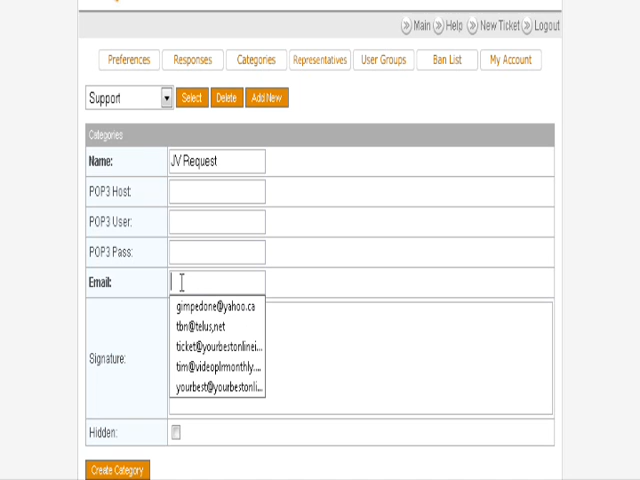 Main Help New Ticket Logout
Preferences Responses Categories Representatives User Groups Ban List My Account
Support Select Delete Add New
Categories
Name: JV Request
POP3 Host:
POP3 User:
POP3 Pass:
Email:
gimpedone@yahoo.ca
tbn@telus,net
ticket@yourbestonlinei...
tim@videoplrmonthly....
yourbest@yourbestonli...
Signature:
Hidden:
Create Category